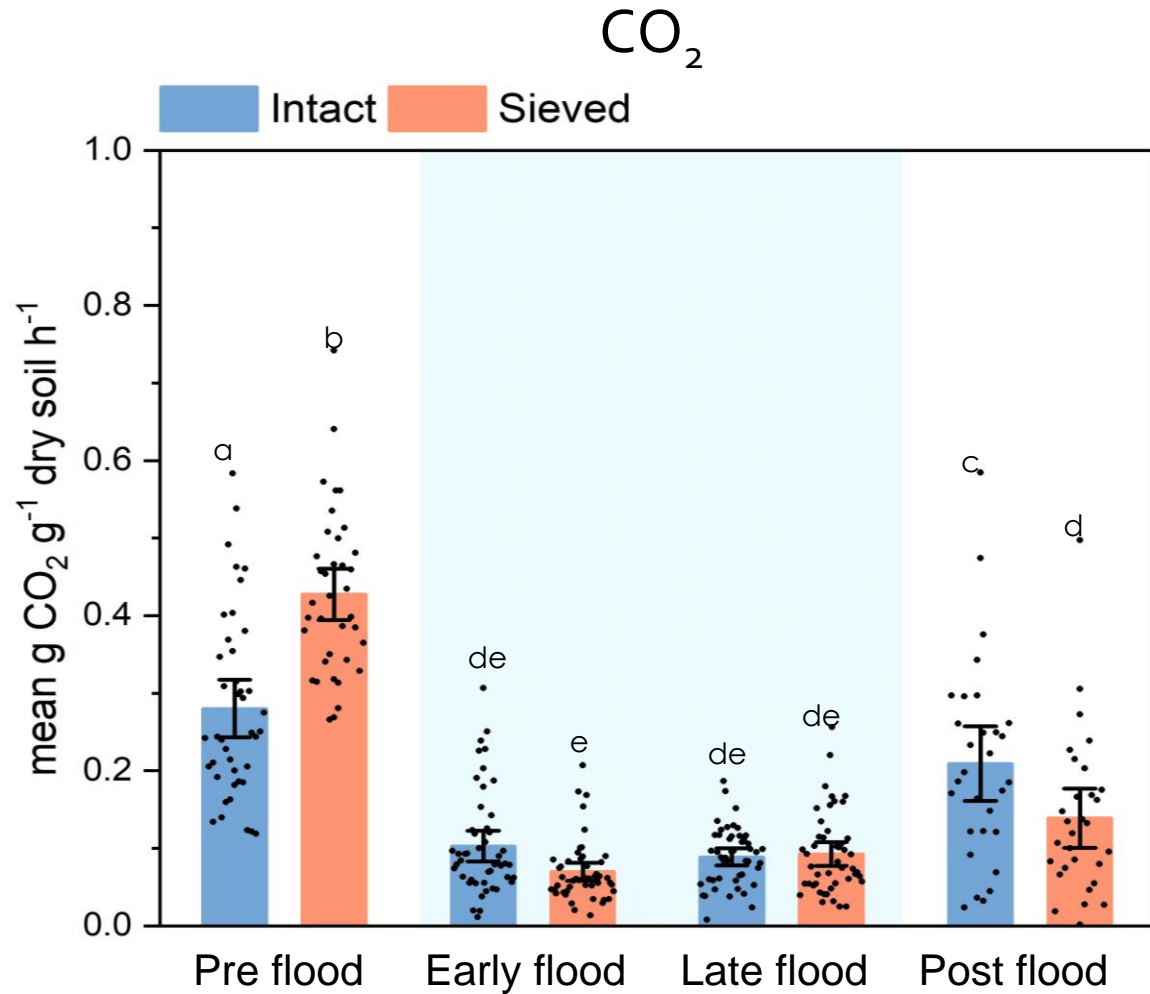 CO₂
Intact Sieved
mean g CO₂ g⁻¹ dry soil h⁻¹
1.0
0.8
0.6
0.4
0.2
0.0
a
b
de
e
de
de
c
d
Pre flood Early flood Late flood Post flood